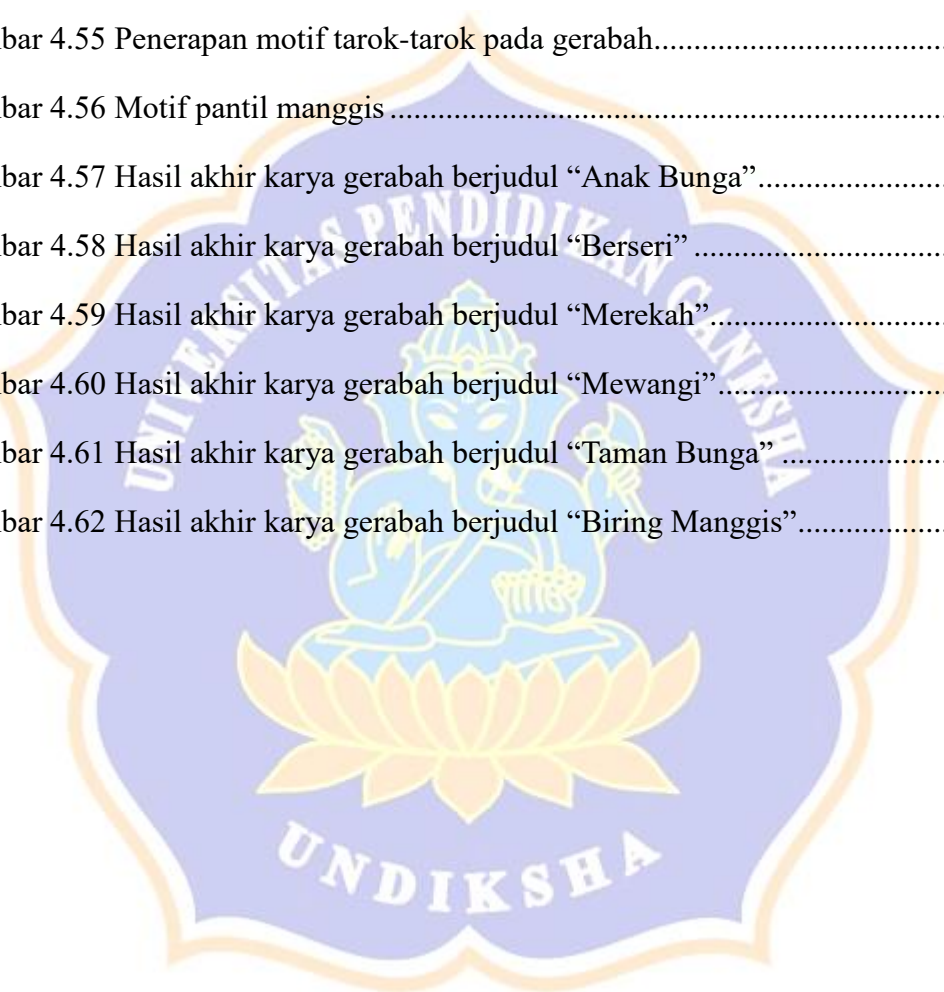 bar 4.55 Penerapan motif tarok-tarok pada gerabah..................................
bar 4.56 Motif pantil manggis ..................................................................
bar 4.57 Hasil akhir karya gerabah berjudul “Anak Bunga”......................
bar 4.58 Hasil akhir karya gerabah berjudul “Berseri” ..............................
bar 4.59 Hasil akhir karya gerabah berjudul “Merekah”............................
bar 4.60 Hasil akhir karya gerabah berjudul “Mewangi”...........................
bar 4.61 Hasil akhir karya gerabah berjudul “Taman Bunga” ...................
bar 4.62 Hasil akhir karya gerabah berjudul “Biring Manggis”.................
UNIVERSITAS PENDIDIKAN GANESHA
UNDIKSHA